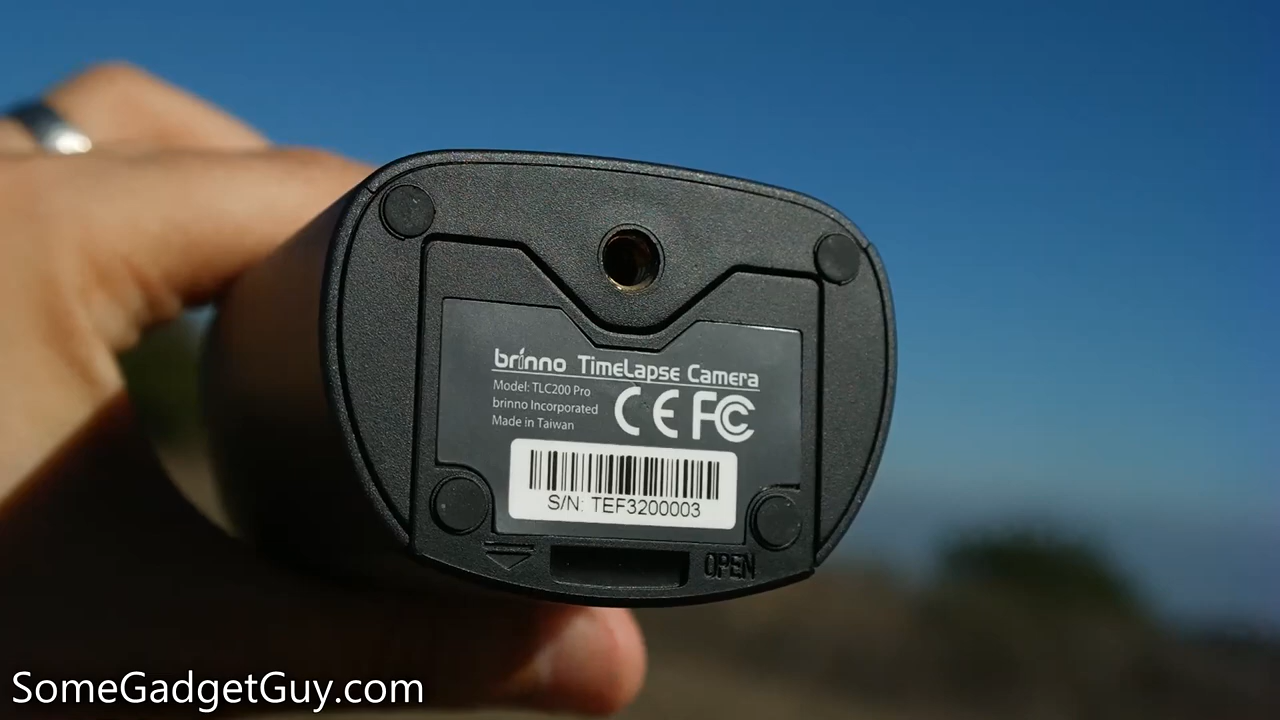 brinno TimeLapse Camera
Model: TLC200 Pro
brinno Incorporated
Made in Taiwan
CE FC
S/N: TEF3200003
OPEN
SomeGadgetGuy.com